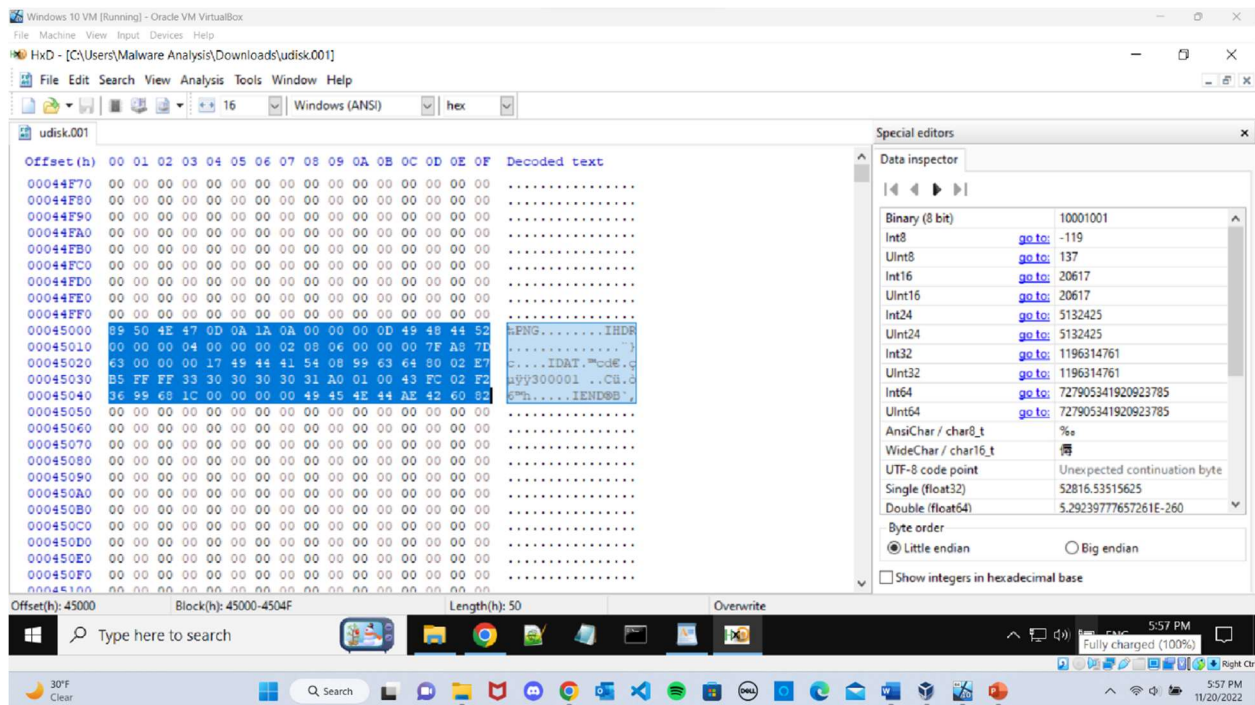 Windows 10 VM [Running] - Oracle VM VirtualBox
File Machine View Input Devices Help
HxD - [C:\Users\Malware Analysis\Downloads\udisk.001]
File Edit Search View Analysis Tools Window Help
16 Windows (ANSI) hex
udisk.001
Special editors
Data inspector
Offset(h) 00 01 02 03 04 05 06 07 08 09 0A 0B 0C 0D 0E 0F Decoded text
00044F70 00 00 00 00 00 00 00 00 00 00 00 00 00 00 00 00 ................
00044F80 00 00 00 00 00 00 00 00 00 00 00 00 00 00 00 00 ................
00044F90 00 00 00 00 00 00 00 00 00 00 00 00 00 00 00 00 ................
00044FA0 00 00 00 00 00 00 00 00 00 00 00 00 00 00 00 00 ................
00044FB0 00 00 00 00 00 00 00 00 00 00 00 00 00 00 00 00 ................
00044FC0 00 00 00 00 00 00 00 00 00 00 00 00 00 00 00 00 ................
00044FD0 00 00 00 00 00 00 00 00 00 00 00 00 00 00 00 00 ................
00044FE0 00 00 00 00 00 00 00 00 00 00 00 00 00 00 00 00 ................
00044FF0 00 00 00 00 00 00 00 00 00 00 00 00 00 00 00 00 ................
00045000 89 50 4E 47 0D 0A 1A 0A 00 00 00 0D 49 48 44 52 ‰PNG........IHDR
00045010 00 00 00 04 00 00 00 02 08 06 00 00 00 7F A8 7D ..............¨}
00045020 63 00 00 00 17 49 44 41 54 08 99 63 64 80 02 E7 c....IDAT.™cd€.ç
00045030 B5 FF FF 33 30 30 30 30 31 A0 01 00 43 FC 02 F2 µÿÿ300001 ..Cü.ò
00045040 36 99 68 1C 00 00 00 00 49 45 4E 44 AE 42 60 82 6™h.....IEND®B`‚
00045050 00 00 00 00 00 00 00 00 00 00 00 00 00 00 00 00 ................
00045060 00 00 00 00 00 00 00 00 00 00 00 00 00 00 00 00 ................
00045070 00 00 00 00 00 00 00 00 00 00 00 00 00 00 00 00 ................
00045080 00 00 00 00 00 00 00 00 00 00 00 00 00 00 00 00 ................
00045090 00 00 00 00 00 00 00 00 00 00 00 00 00 00 00 00 ................
000450A0 00 00 00 00 00 00 00 00 00 00 00 00 00 00 00 00 ................
000450B0 00 00 00 00 00 00 00 00 00 00 00 00 00 00 00 00 ................
000450C0 00 00 00 00 00 00 00 00 00 00 00 00 00 00 00 00 ................
000450D0 00 00 00 00 00 00 00 00 00 00 00 00 00 00 00 00 ................
000450E0 00 00 00 00 00 00 00 00 00 00 00 00 00 00 00 00 ................
000450F0 00 00 00 00 00 00 00 00 00 00 00 00 00 00 00 00 ................
00045100 00 00 00 00 00 00 00 00 00 00 00 00 00 00 00 00 ................
Binary (8 bit) 10001001
Int8 go to: -119
UInt8 go to: 137
Int16 go to: 20617
UInt16 go to: 20617
Int24 go to: 5132425
UInt24 go to: 5132425
Int32 go to: 1196314761
UInt32 go to: 1196314761
Int64 go to: 727905341920923785
UInt64 go to: 727905341920923785
AnsiChar / char8_t ‰
WideChar / char16_t
UTF-8 code point Unexpected continuation byte
Single (float32) 52816.53515625
Double (float64) 5.29239777657261E-260
Byte order
Little endian Big endian
Show integers in hexadecimal base
Offset(h): 45000 Block(h): 45000-4504F Length(h): 50 Overwrite
Type here to search
5:57 PM
Fully charged (100%)
Right Ctr
30°F
Clear
Search
DELL
5:57 PM
11/20/2022